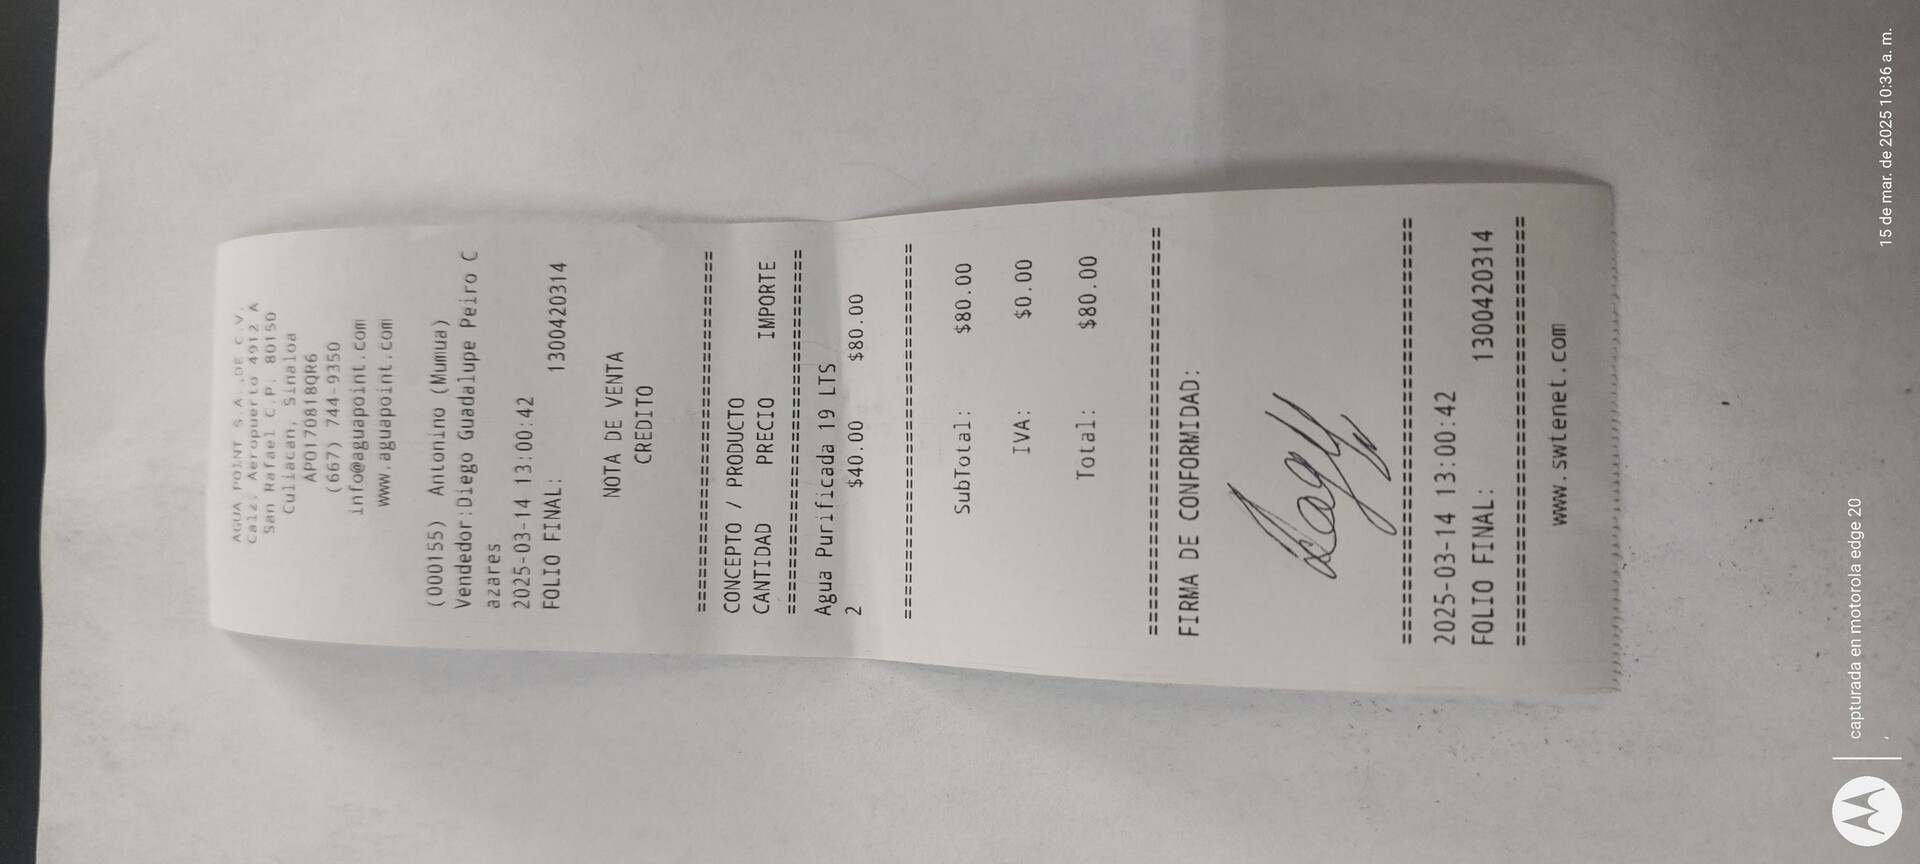 AGUA POINT S.A. DE C.V.
Calz. Aeropuerto 4912 A
San Rafael C.P. 80150
Culiacan, Sinaloa
APO170818QR6
(667) 744-9350
info@aguapoint.com
www.aguapoint.com
(000155) Antonino (Mumua)
Vendedor:Diego Guadalupe Peiro C
azares
2025-03-14 13:00:42
FOLIO FINAL: 1300420314
NOTA DE VENTA
CREDITO
================================
CONCEPTO / PRODUCTO
CANTIDAD PRECIO IMPORTE
================================
Agua Purificada 19 LTS
2 $40.00 $80.00
================================
SubTotal: $80.00
IVA: $0.00
Total: $80.00
================================
FIRMA DE CONFORMIDAD:
================================
2025-03-14 13:00:42
FOLIO FINAL: 1300420314
================================
www.swtenet.com
capturada en motorola edge 20
15 de mar. de 2025 10:36 a. m.